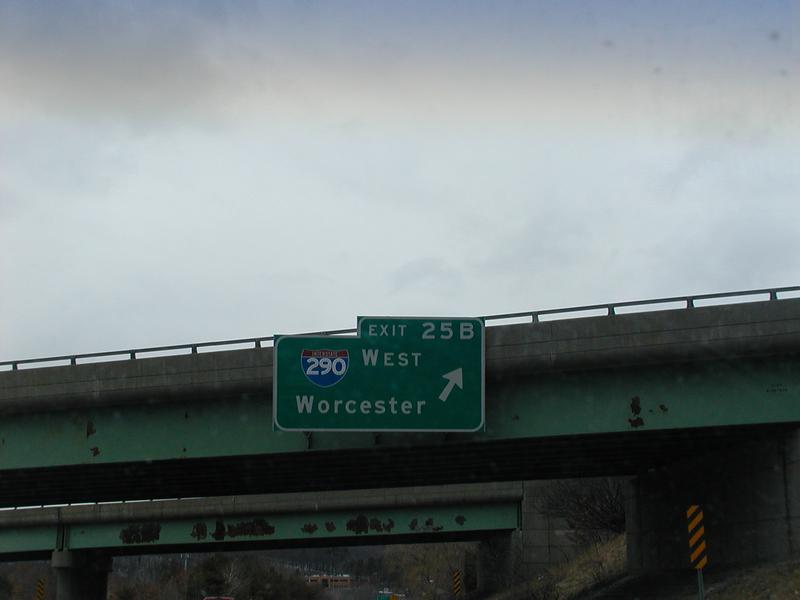 EXIT 25B
INTERSTATE
290
WEST
Worcester